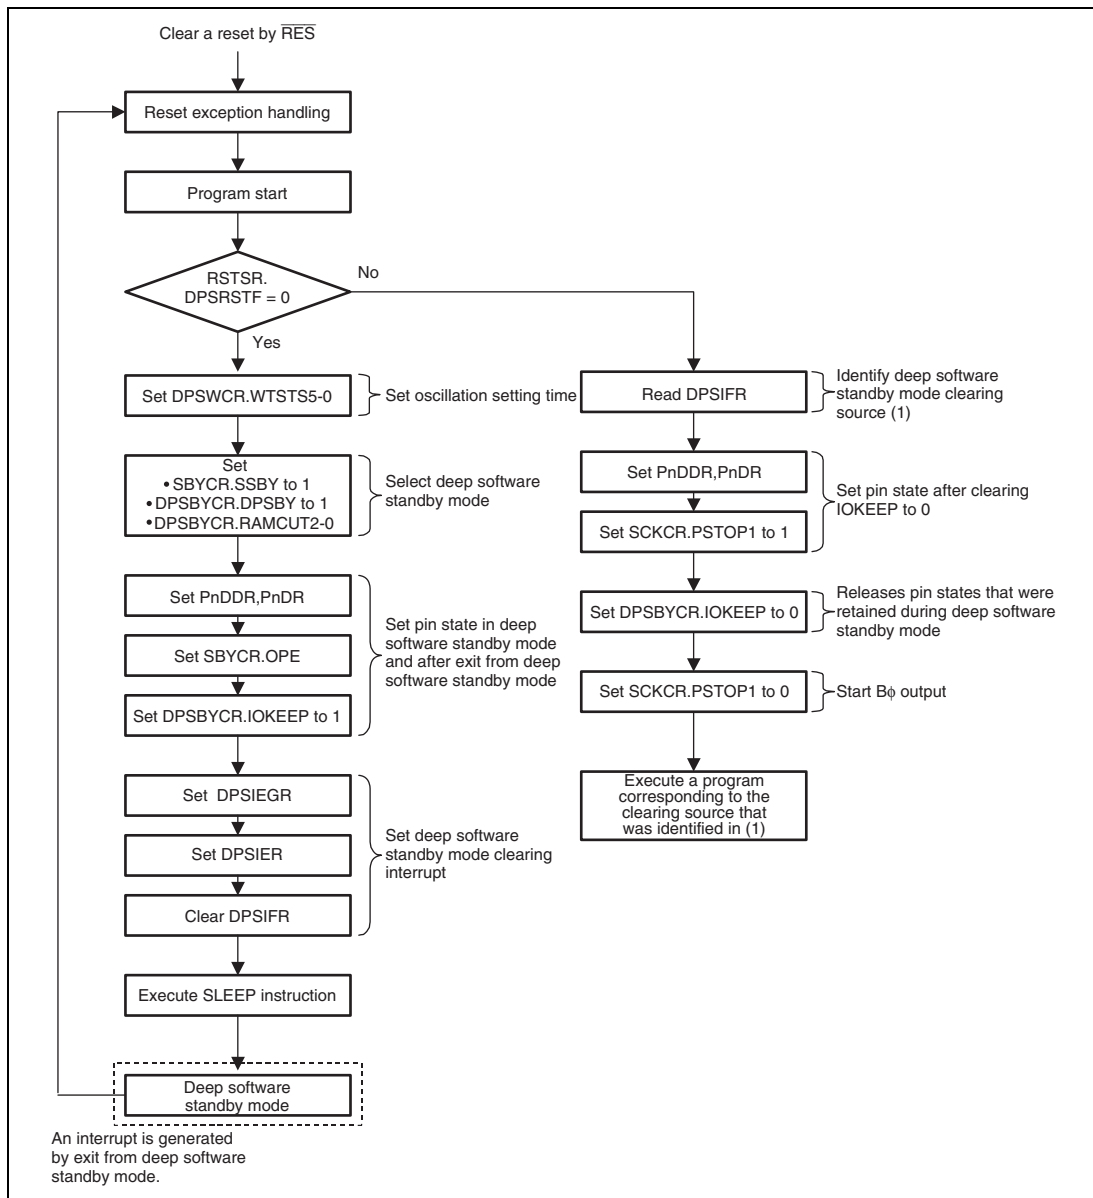 Clear a reset by RES
Reset exception handling
Program start
RSTSR.
DPSRSTF = 0
No
Yes
Set DPSWCR.WTSTS5-0
Set oscillation setting time
Set
•SBYCR.SSBY to 1
•DPSBYCR.DPSBY to 1
•DPSBYCR.RAMCUT2-0
Select deep software
standby mode
Set PnDDR,PnDR
Set SBYCR.OPE
Set DPSBYCR.IOKEEP to 1
Set pin state in deep
software standby mode
and after exit from deep
software standby mode
Set DPSIEGR
Set DPSIER
Clear DPSIFR
Set deep software
standby mode clearing
interrupt
Execute SLEEP instruction
Deep software
standby mode
An interrupt is generated
by exit from deep software
standby mode.
Read DPSIFR
Identify deep software
standby mode clearing
source (1)
Set PnDDR,PnDR
Set SCKCR.PSTOP1 to 1
Set pin state after clearing
IOKEEP to 0
Set DPSBYCR.IOKEEP to 0
Releases pin states that were
retained during deep software
standby mode
Set SCKCR.PSTOP1 to 0
Start Bϕ output
Execute a program
corresponding to the
clearing source that
was identified in (1)